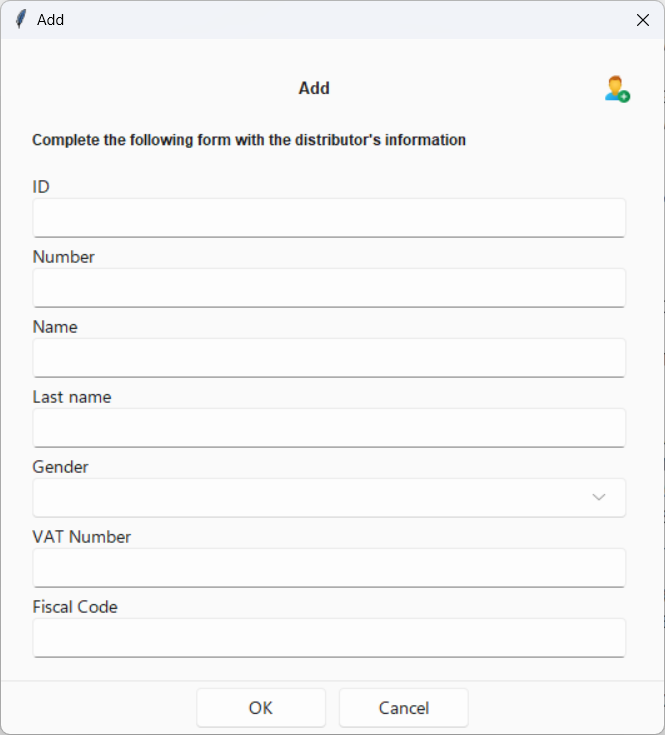 Add
Add
Complete the following form with the distributor's information
ID
Number
Name
Last name
Gender
VAT Number
Fiscal Code
OK Cancel